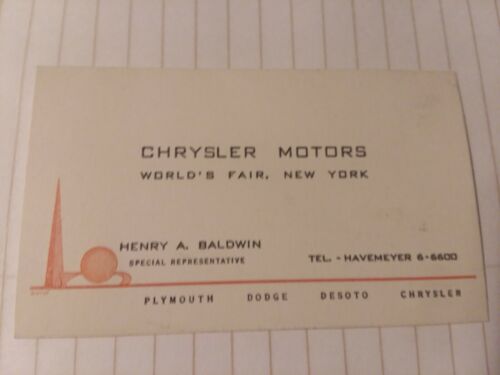 CHRYSLER MOTORS
WORLD'S FAIR, NEW YORK
HENRY A. BALDWIN
SPECIAL REPRESENTATIVE
TEL. - HAVEMEYER 6-6600
PLYMOUTH DODGE DESOTO CHRYSLER